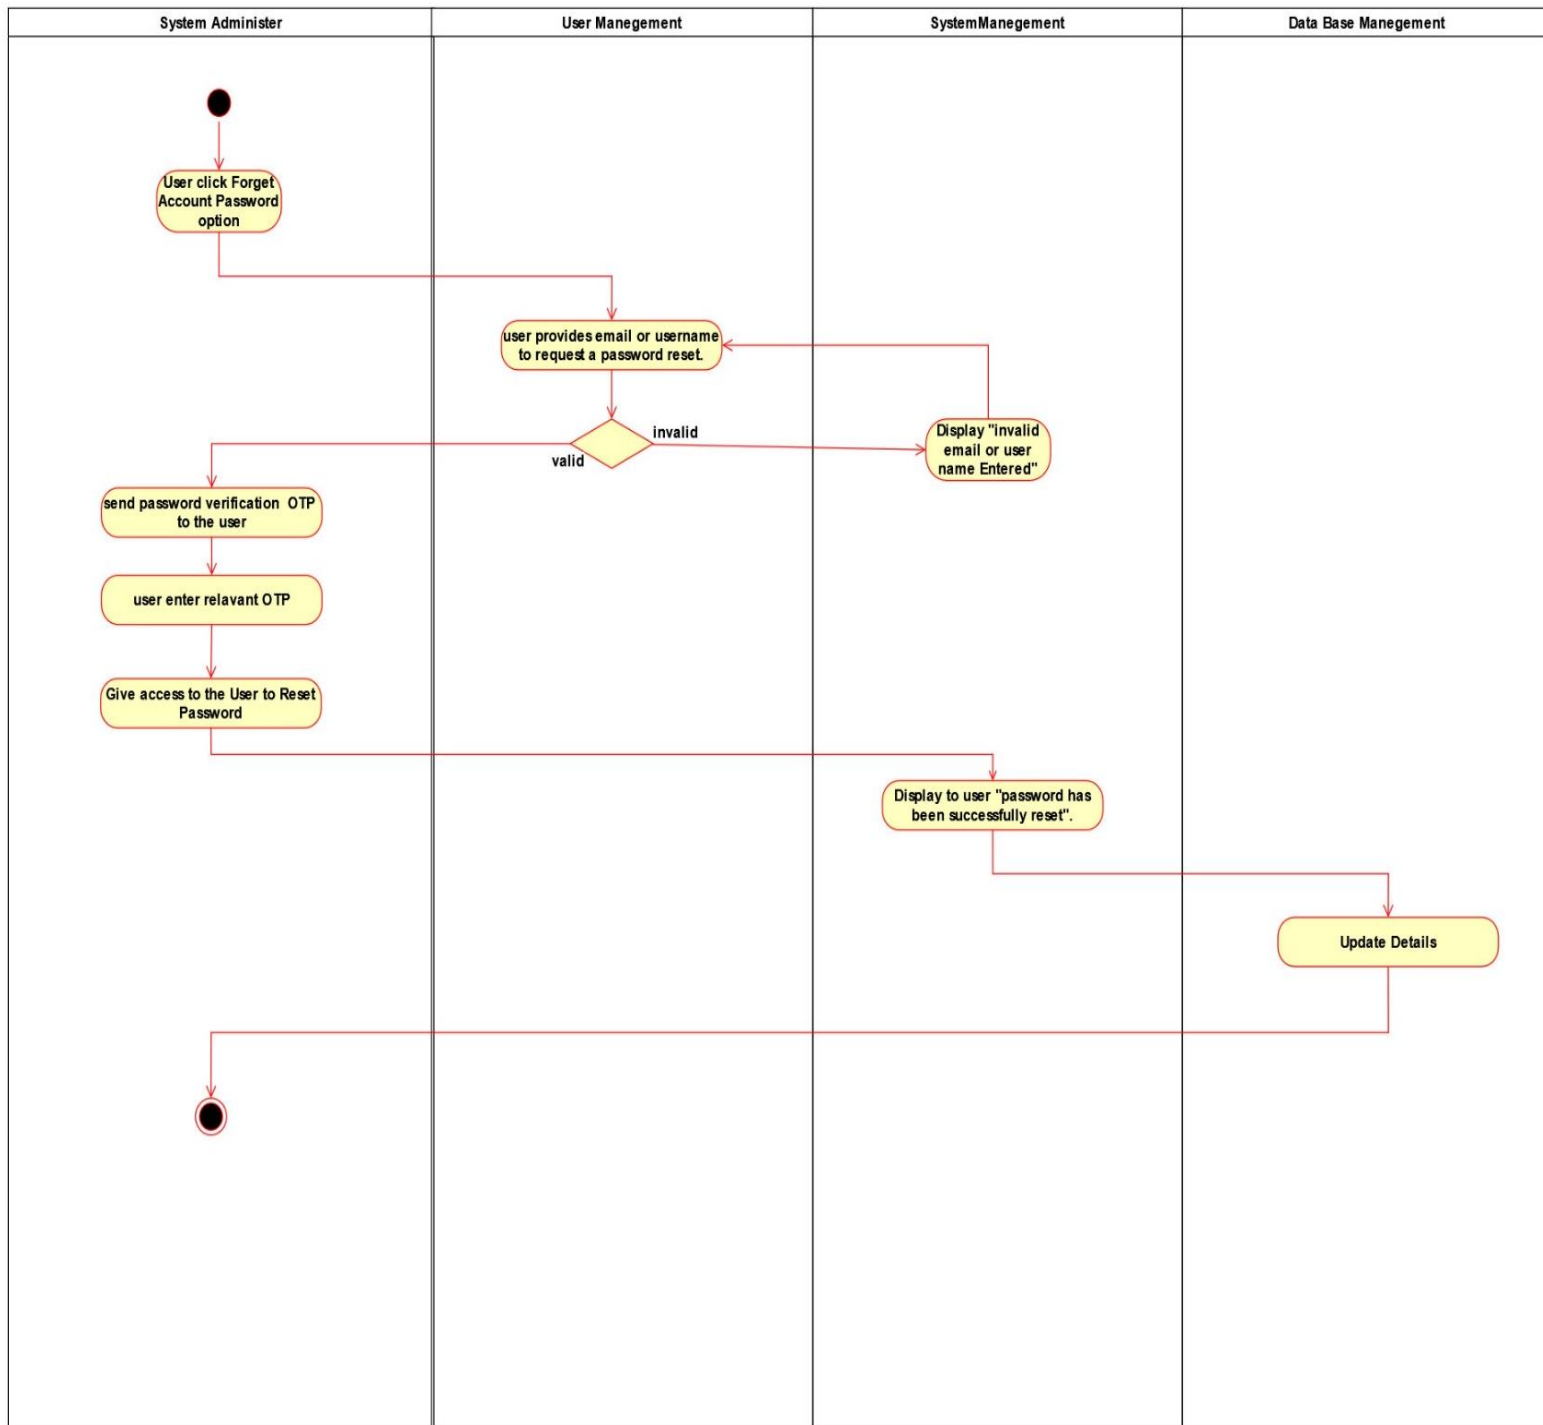 System Administer
User Manegement
SystemManegement
Data Base Manegement
User click Forget
Account Password
option
user provides email or username
to request a password reset.
invalid
valid
Display "invalid
email or user
name Entered"
send password verification  OTP
to the user
user enter relavant OTP
Give access to the User to Reset
Password
Display to user "password has
been successfully reset".
Update Details